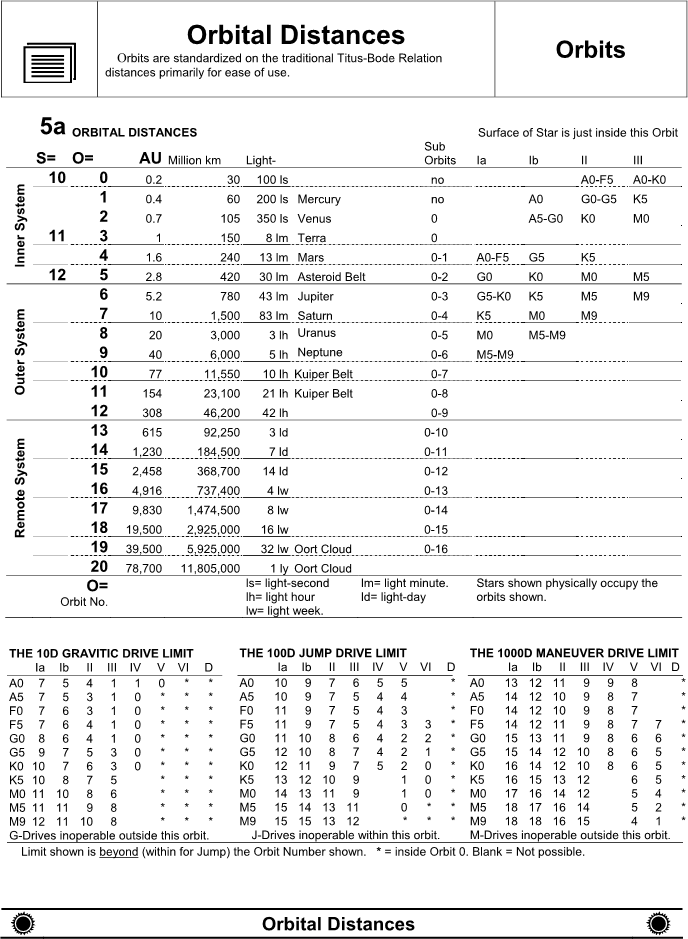 Orbital Distances
Orbits are standardized on the traditional Titus-Bode Relation
distances primarily for ease of use.
Orbits
5a ORBITAL DISTANCES
Surface of Star is just inside this Orbit
S= O= AU Million km Light- Sub Orbits Ia Ib II III
Inner System
10 0 0.2 30 100 ls no A0-F5 A0-K0
1 0.4 60 200 ls Mercury no A0 G0-G5 K5
2 0.7 105 350 ls Venus 0 A5-G0 K0 M0
11 3 1 150 8 lm Terra 0
4 1.6 240 13 lm Mars 0-1 A0-F5 G5 K5
12 5 2.8 420 30 lm Asteroid Belt 0-2 G0 K0 M0 M5
Outer System
6 5.2 780 43 lm Jupiter 0-3 G5-K0 K5 M5 M9
7 10 1,500 83 lm Saturn 0-4 K5 M0 M9
8 20 3,000 3 lh Uranus 0-5 M0 M5-M9
9 40 6,000 5 lh Neptune 0-6 M5-M9
10 77 11,550 10 lh Kuiper Belt 0-7
11 154 23,100 21 lh Kuiper Belt 0-8
12 308 46,200 42 lh 0-9
Remote System
13 615 92,250 3 ld 0-10
14 1,230 184,500 7 ld 0-11
15 2,458 368,700 14 ld 0-12
16 4,916 737,400 4 lw 0-13
17 9,830 1,474,500 8 lw 0-14
18 19,500 2,925,000 16 lw 0-15
19 39,500 5,925,000 32 lw Oort Cloud 0-16
20 78,700 11,805,000 1 ly Oort Cloud
O=
Orbit No.
ls= light-second lm= light minute.
lh= light hour ld= light-day
lw= light week.
Stars shown physically occupy the
orbits shown.
THE 10D GRAVITIC DRIVE LIMIT
Ia Ib II III IV V VI D
A0 7 5 4 1 1 0 * *
A5 7 5 3 1 0 * * *
F0 7 6 3 1 0 * * *
F5 7 6 4 1 0 * * *
G0 8 6 4 1 0 * * *
G5 9 7 5 3 0 * * *
K0 10 7 6 3 0 * * *
K5 10 8 7 5 * * *
M0 11 9 8 6 * * *
M5 11 11 9 8 * * *
M9 12 11 10 8 * * *
G-Drives inoperable outside this orbit.
THE 100D JUMP DRIVE LIMIT
Ia Ib II III IV V VI D
A0 10 9 7 6 5 5 *
A5 10 9 7 5 4 4 *
F0 11 9 7 5 4 3 *
F5 11 9 7 5 4 3 3 *
G0 11 10 8 6 4 2 2 *
G5 12 10 8 7 4 2 1 *
K0 12 11 9 7 5 2 0 *
K5 13 12 10 9 1 0 *
M0 14 13 11 9 1 0 *
M5 15 14 13 11 0 * *
M9 15 15 13 12 * * *
J-Drives inoperable within this orbit.
THE 1000D MANEUVER DRIVE LIMIT
Ia Ib II III IV V VI D
A0 13 12 11 9 9 8 *
A5 14 12 10 9 8 7 *
F0 14 12 10 9 8 7 *
F5 14 12 11 9 8 7 7 *
G0 15 13 11 9 8 6 6 *
G5 15 14 12 10 8 6 5 *
K0 16 14 12 10 8 6 5 *
K5 16 15 13 12 6 5 *
M0 17 16 14 12 5 4 *
M5 18 17 16 14 5 2 *
M9 18 18 16 15 4 1 *
M-Drives inoperable outside this orbit.
Limit shown is beyond (within for Jump) the Orbit Number shown. * = inside Orbit 0. Blank = Not possible.
Orbital Distances